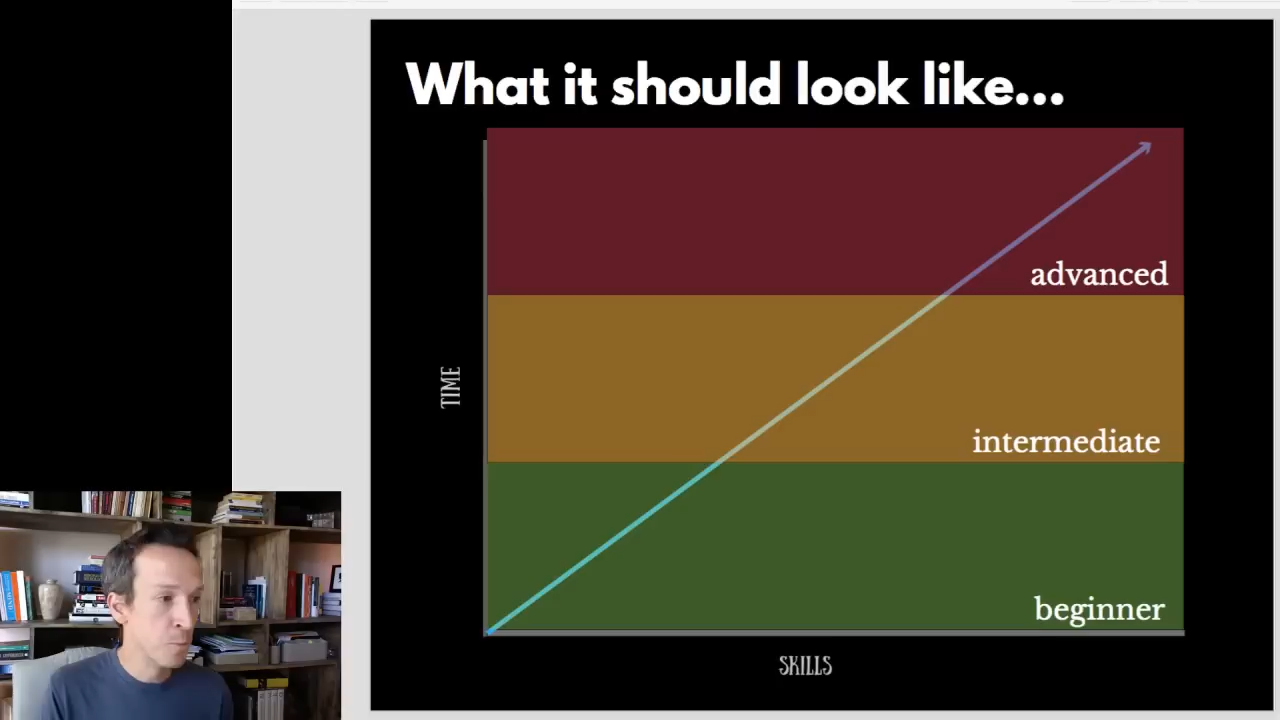 What it should look like...
advanced
TIME
intermediate
beginner
SKILLS